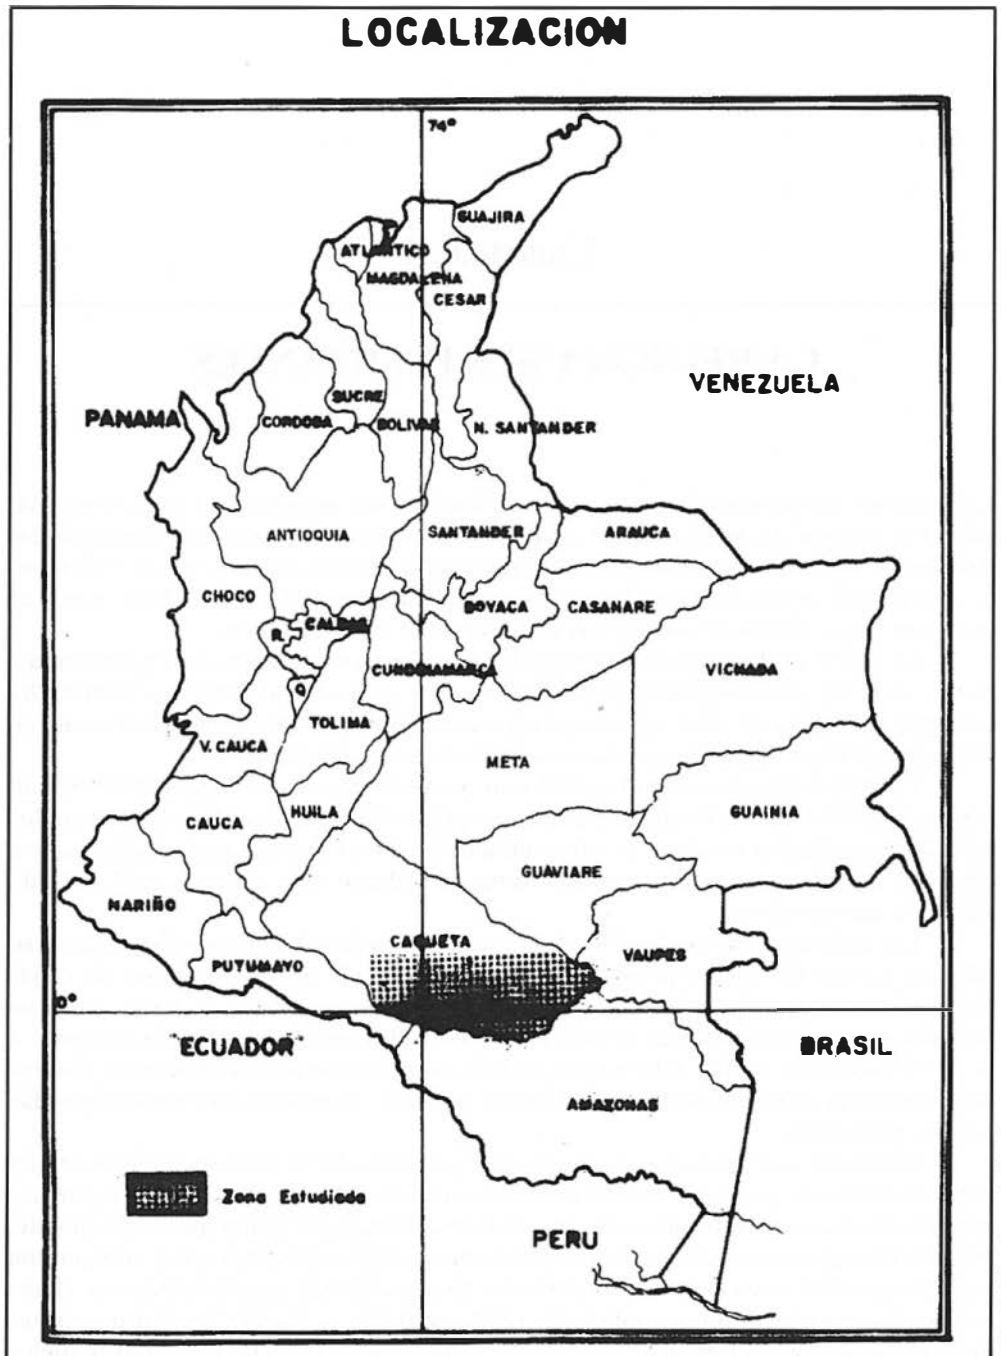 LOCALIZACION
74°
GUAJIRA
ATLANTICO
MAGDALENA
CESAR
VENEZUELA
PANAMA
SUCRE
CORDOBA
BOLIVAR
N. SANTANDER
ANTIOQUIA
SANTANDER
ARAUCA
CHOCO
BOYACA
CASANARE
CALDAS
R.
CUNDINAMARCA
VICHADA
Q
TOLIMA
V. CAUCA
META
CAUCA
HUILA
GUAINIA
GUAVIARE
NARIÑO
CAQUETA
VAUPES
PUTUMAYO
0°
ECUADOR
BRASIL
AMAZONAS
Zona Estudiada
PERU